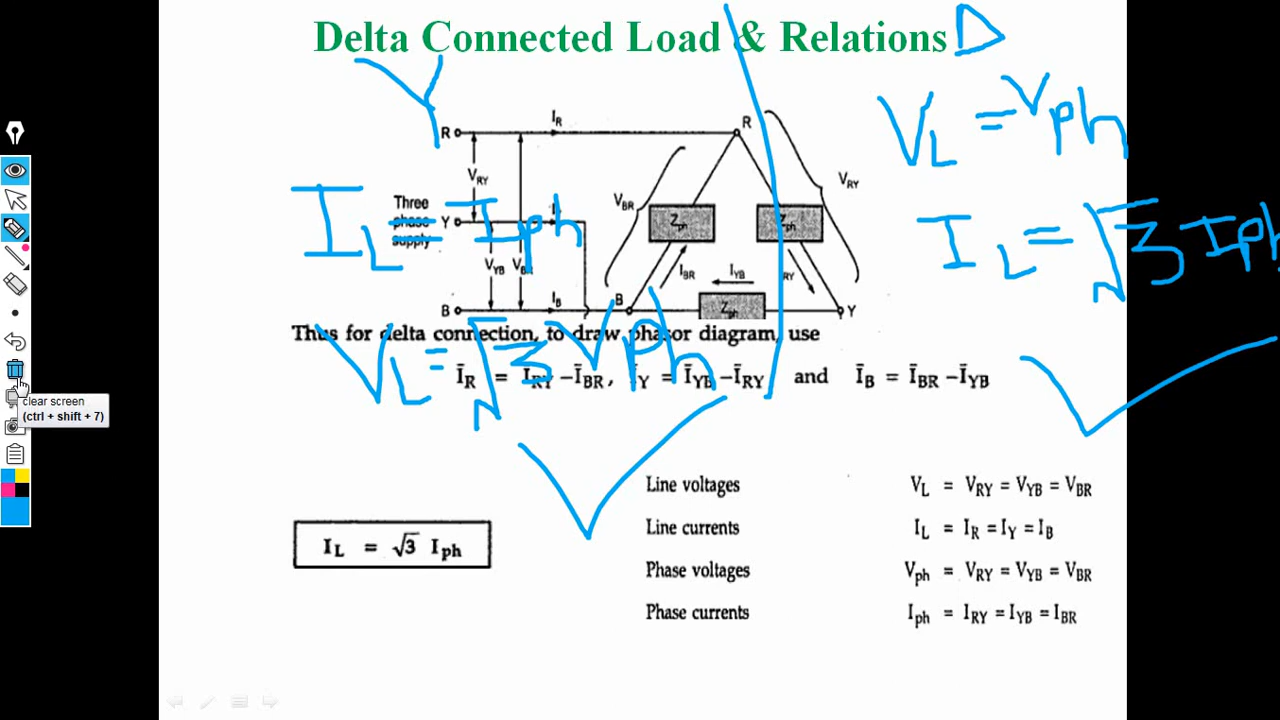 Delta Connected Load & Relations D
Y
V_L = V_ph
R I_R R
V_RY V_BR V_RY
I_L = I_ph
Three
phase
supply
Y
Z_ph Z_ph
I_L = √3 I_ph
V_YB I_BR I_YB RY
B I_B B Z_ph Y
Thus for delta connection, to draw phasor diagram, use
V_L = √3 V_ph
Ī_R = Ī_RY – Ī_BR, Ī_Y = Ī_YB – Ī_RY and Ī_B = Ī_BR – Ī_YB
clear screen
(ctrl + shift + 7)
Line voltages V_L = V_RY = V_YB = V_BR
Line currents I_L = I_R = I_Y = I_B
I_L = √3 I_ph
Phase voltages V_ph = V_RY = V_YB = V_BR
Phase currents I_ph = I_RY = I_YB = I_BR